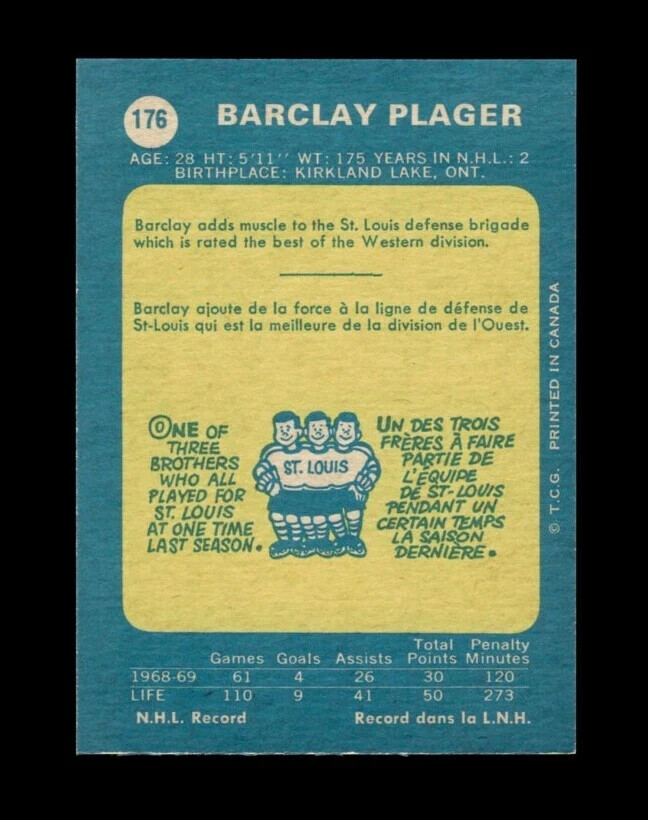 176
BARCLAY PLAGER
AGE: 28 HT: 5'11'' WT: 175 YEARS IN N.H.L.: 2
BIRTHPLACE: KIRKLAND LAKE, ONT.
Barclay adds muscle to the St. Louis defense brigade
which is rated the best of the Western division.
Barclay ajoute de la force à la ligne de défense de
St-Louis qui est la meilleure de la division de l'Ouest.
ONE OF
THREE
BROTHERS
WHO ALL
PLAYED FOR
ST. LOUIS
AT ONE TIME
LAST SEASON.
ST. LOUIS
UN DES TROIS
FRÈRES À FAIRE
PARTIE DE
L'ÉQUIPE
DE ST-LOUIS
PENDANT UN
CERTAIN TEMPS
LA SAISON
DERNIÈRE.
© T.C.G. PRINTED IN CANADA
Total Penalty
Games Goals Assists Points Minutes
1968-69 61 4 26 30 120
LIFE 110 9 41 50 273
N.H.L. Record Record dans la L.N.H.